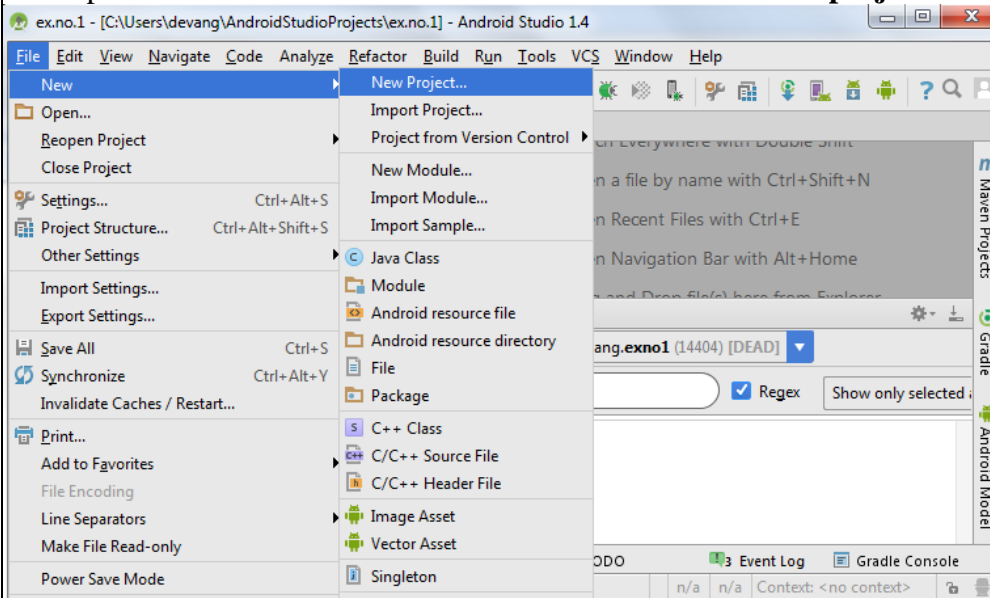 ex.no.1 - [C:\Users\devang\AndroidStudioProjects\ex.no.1] - Android Studio 1.4
File Edit View Navigate Code Analyze Refactor Build Run Tools VCS Window Help
New
Open...
Reopen Project
Close Project
Settings... Ctrl+Alt+S
Project Structure... Ctrl+Alt+Shift+S
Other Settings
Import Settings...
Export Settings...
Save All Ctrl+S
Synchronize Ctrl+Alt+Y
Invalidate Caches / Restart...
Print...
Add to Favorites
File Encoding
Line Separators
Make File Read-only
Power Save Mode
New Project...
Import Project...
Project from Version Control
New Module...
Import Module...
Import Sample...
Java Class
Module
Android resource file
Android resource directory
File
Package
C++ Class
C/C++ Source File
C/C++ Header File
Image Asset
Vector Asset
Singleton
Everywhere with Double Shift
n a file by name with Ctrl+Shift+N
n Recent Files with Ctrl+E
n Navigation Bar with Alt+Home
and Drop file(s) here from Explorer
ang.exno1 (14404) [DEAD]
Regex
Show only selected
ODO
3 Event Log
Gradle Console
n/a n/a Context: <no context>
Maven Projects
Gradle
Android Model